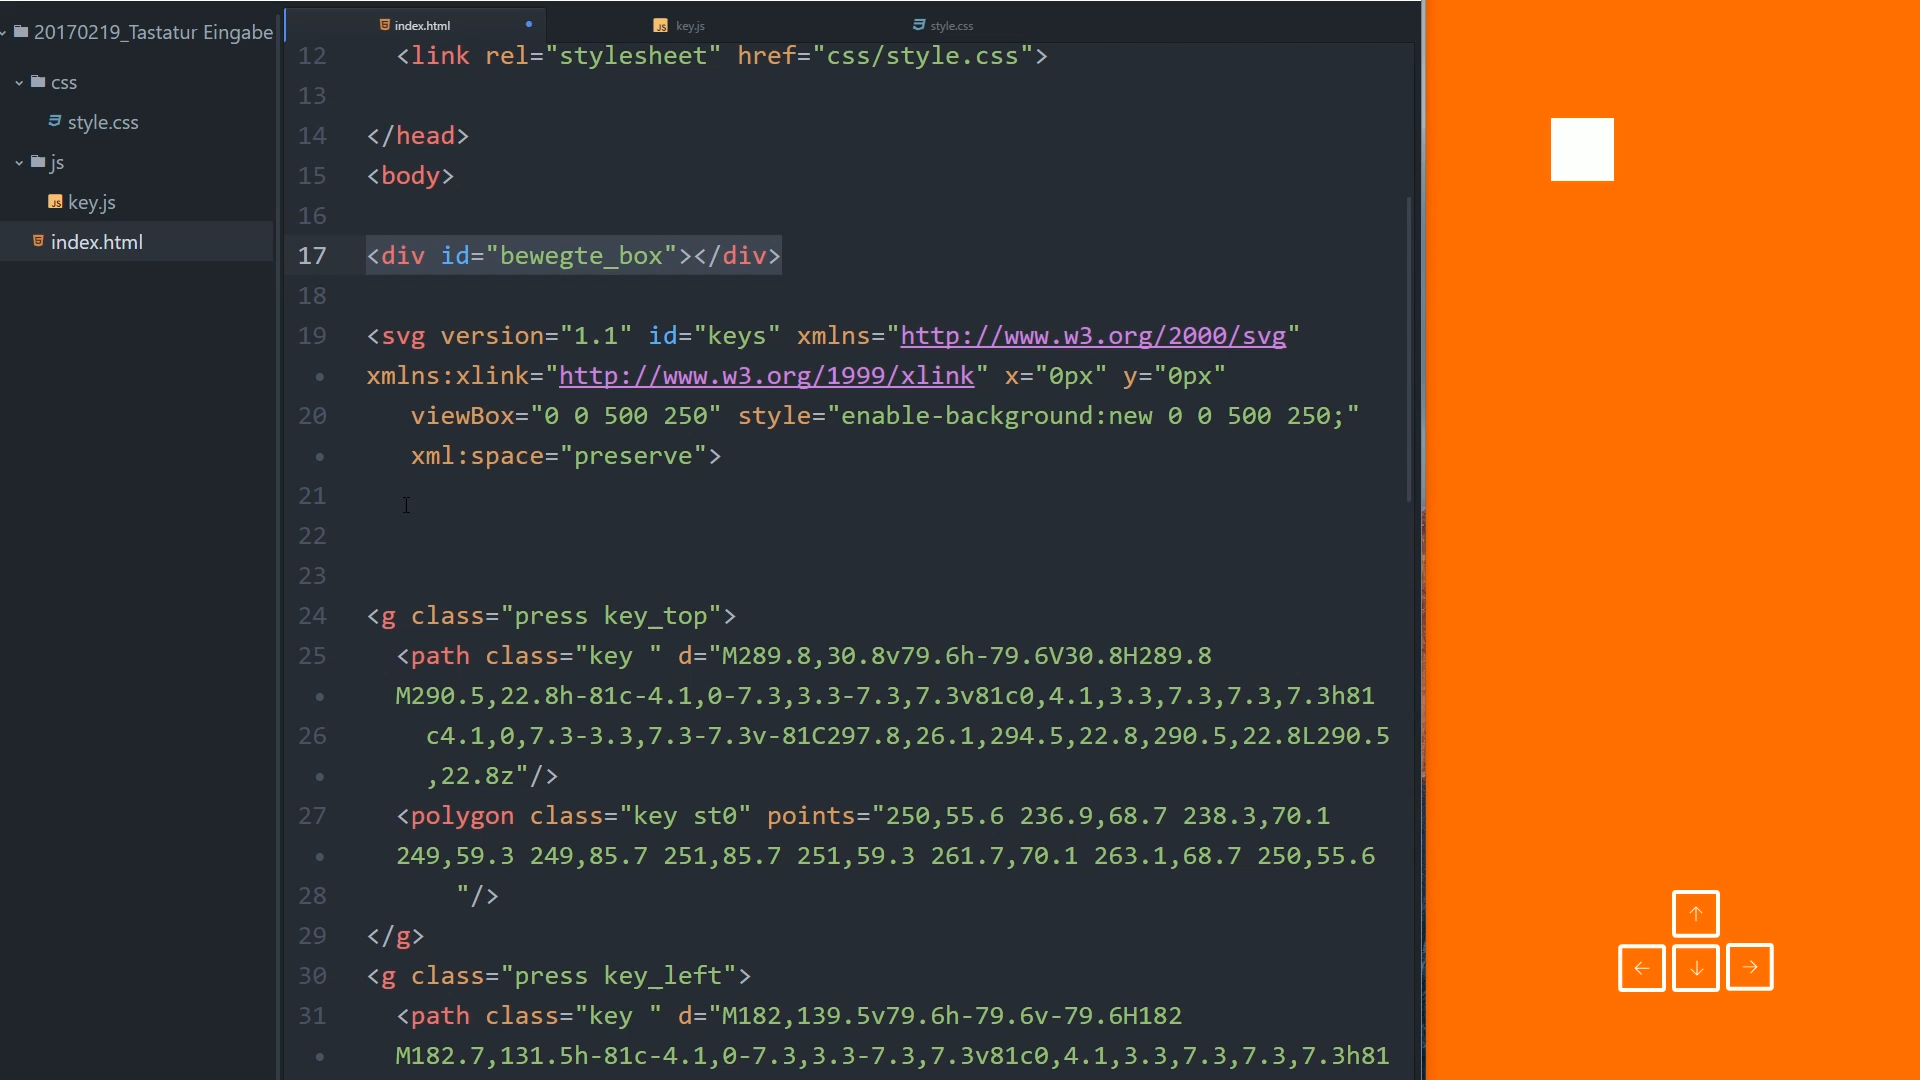 20170219_Tastatur Eingabe
css
style.css
js
key.js
index.html
index.html
key.js
style.css
12 <link rel="stylesheet" href="css/style.css">
13
14 </head>
15 <body>
16
17 <div id="bewegte_box"></div>
18
19 <svg version="1.1" id="keys" xmlns="http://www.w3.org/2000/svg"
• xmlns:xlink="http://www.w3.org/1999/xlink" x="0px" y="0px"
20 viewBox="0 0 500 250" style="enable-background:new 0 0 500 250;"
• xml:space="preserve">
21
22
23
24 <g class="press key_top">
25 <path class="key " d="M289.8,30.8v79.6h-79.6V30.8H289.8
• M290.5,22.8h-81c-4.1,0-7.3,3.3-7.3,7.3v81c0,4.1,3.3,7.3,7.3,7.3h81
26 c4.1,0,7.3-3.3,7.3-7.3v-81C297.8,26.1,294.5,22.8,290.5,22.8L290.5
• ,22.8z"/>
27 <polygon class="key st0" points="250,55.6 236.9,68.7 238.3,70.1
• 249,59.3 249,85.7 251,85.7 251,59.3 261.7,70.1 263.1,68.7 250,55.6
28 "/>
29 </g>
30 <g class="press key_left">
31 <path class="key " d="M182,139.5v79.6h-79.6v-79.6H182
• M182.7,131.5h-81c-4.1,0-7.3,3.3-7.3,7.3v81c0,4.1,3.3,7.3,7.3,7.3h81
↑
← ↓ →